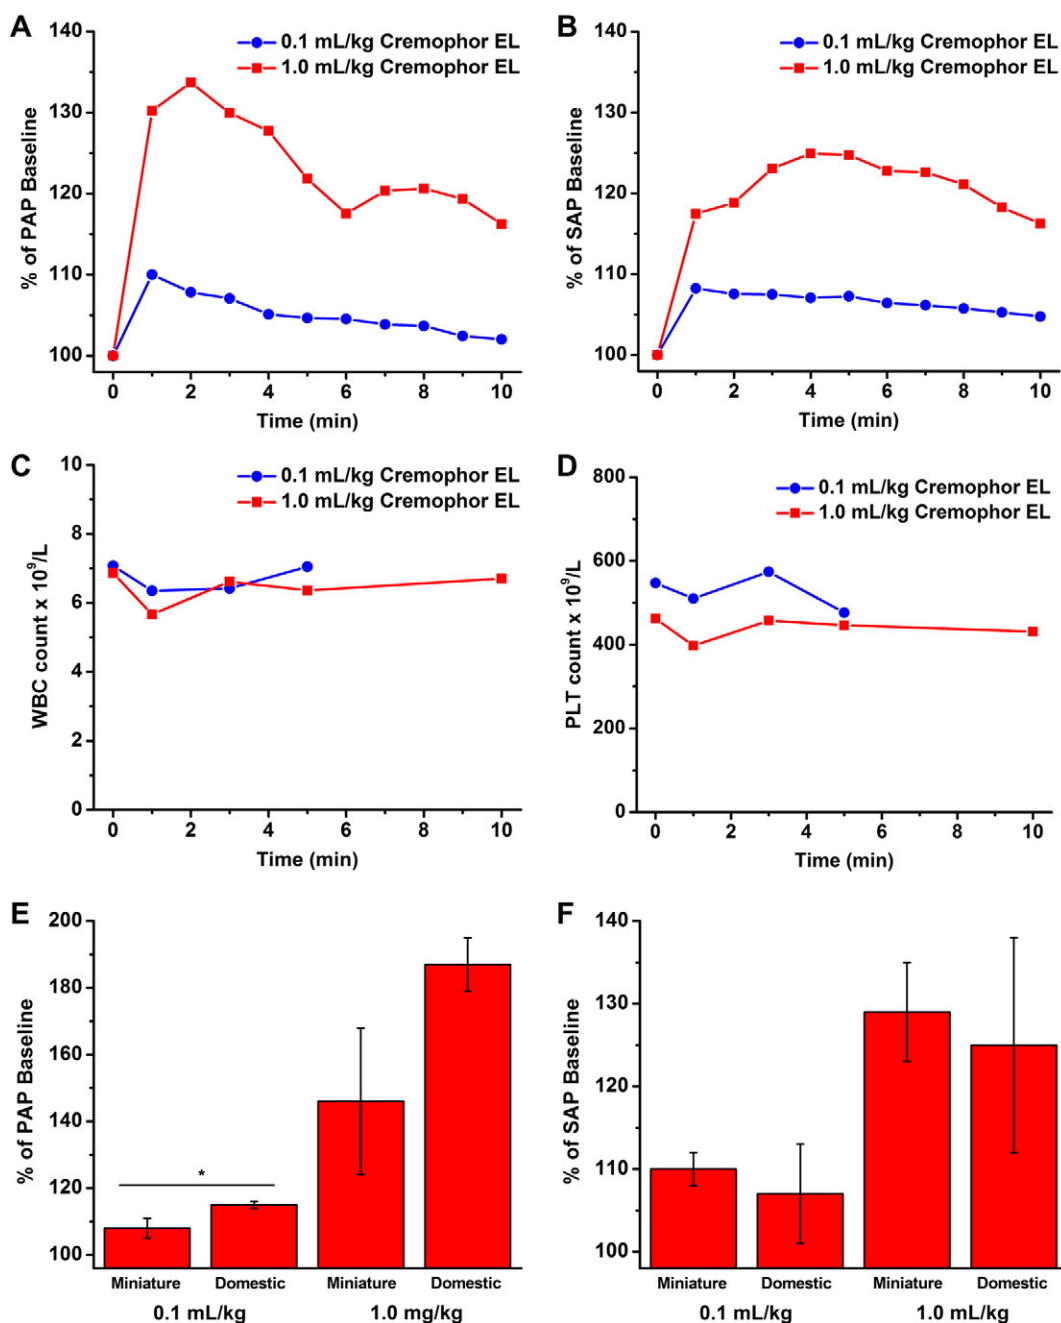 A
140
130
120
110
100
% of PAP Baseline
0.1 mL/kg Cremophor EL
1.0 mL/kg Cremophor EL
0 2 4 6 8 10
Time (min)
B
140
130
120
110
100
% of SAP Baseline
0.1 mL/kg Cremophor EL
1.0 mL/kg Cremophor EL
0 2 4 6 8 10
Time (min)
C
10
8
6
4
2
0
WBC count x 10⁹/L
0.1 mL/kg Cremophor EL
1.0 mL/kg Cremophor EL
0 2 4 6 8 10
Time (min)
D
800
600
400
200
0
PLT count x 10⁹/L
0.1 mL/kg Cremophor EL
1.0 mL/kg Cremophor EL
0 2 4 6 8 10
Time (min)
E
200
180
160
140
120
100
% of PAP Baseline
*
Miniature Domestic Miniature Domestic
0.1 mL/kg 1.0 mg/kg
F
140
130
120
110
100
% of SAP Baseline
Miniature Domestic Miniature Domestic
0.1 mL/kg 1.0 mL/kg